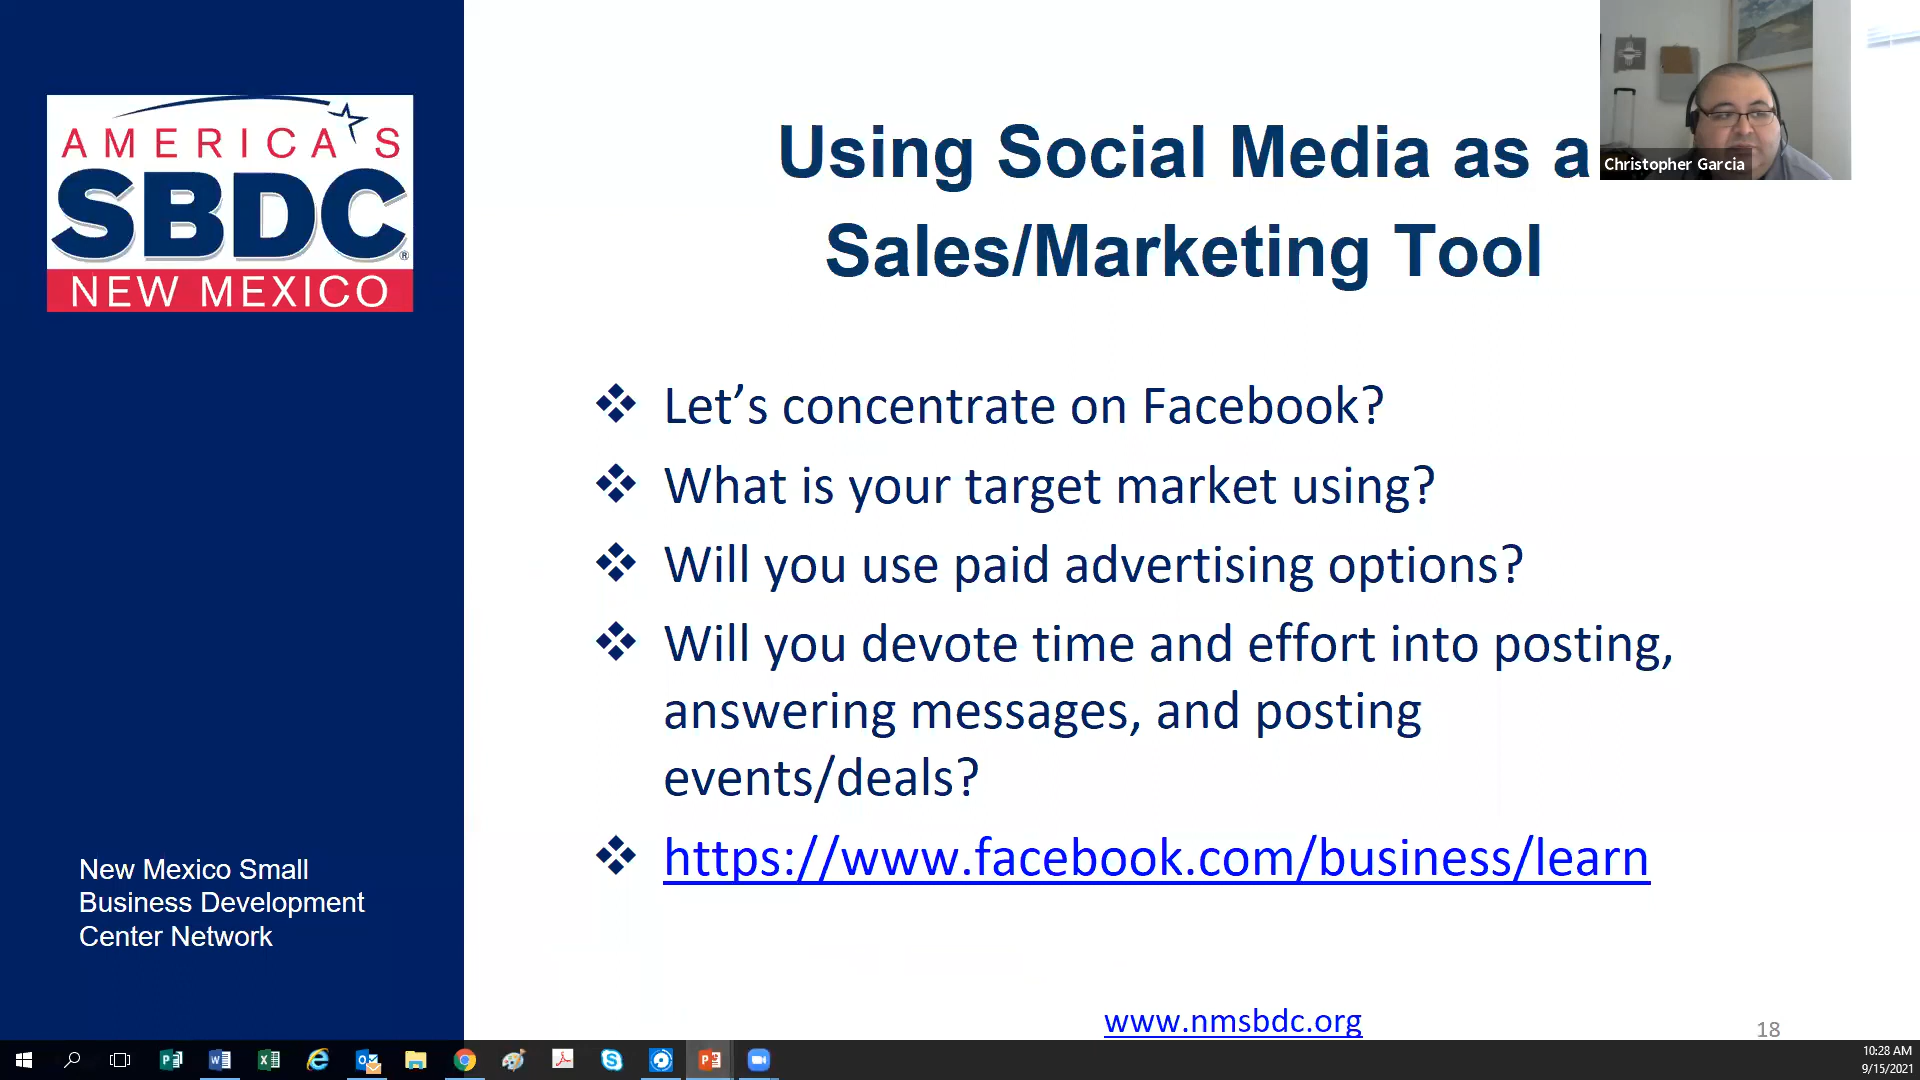 AMERICA'S
SBDC®
NEW MEXICO
New Mexico Small
Business Development
Center Network
Using Social Media as a
Sales/Marketing Tool
Christopher Garcia
❖ Let’s concentrate on Facebook?
❖ What is your target market using?
❖ Will you use paid advertising options?
❖ Will you devote time and effort into posting,
answering messages, and posting
events/deals?
❖ https://www.facebook.com/business/learn
www.nmsbdc.org
18
10:28 AM
9/15/2021